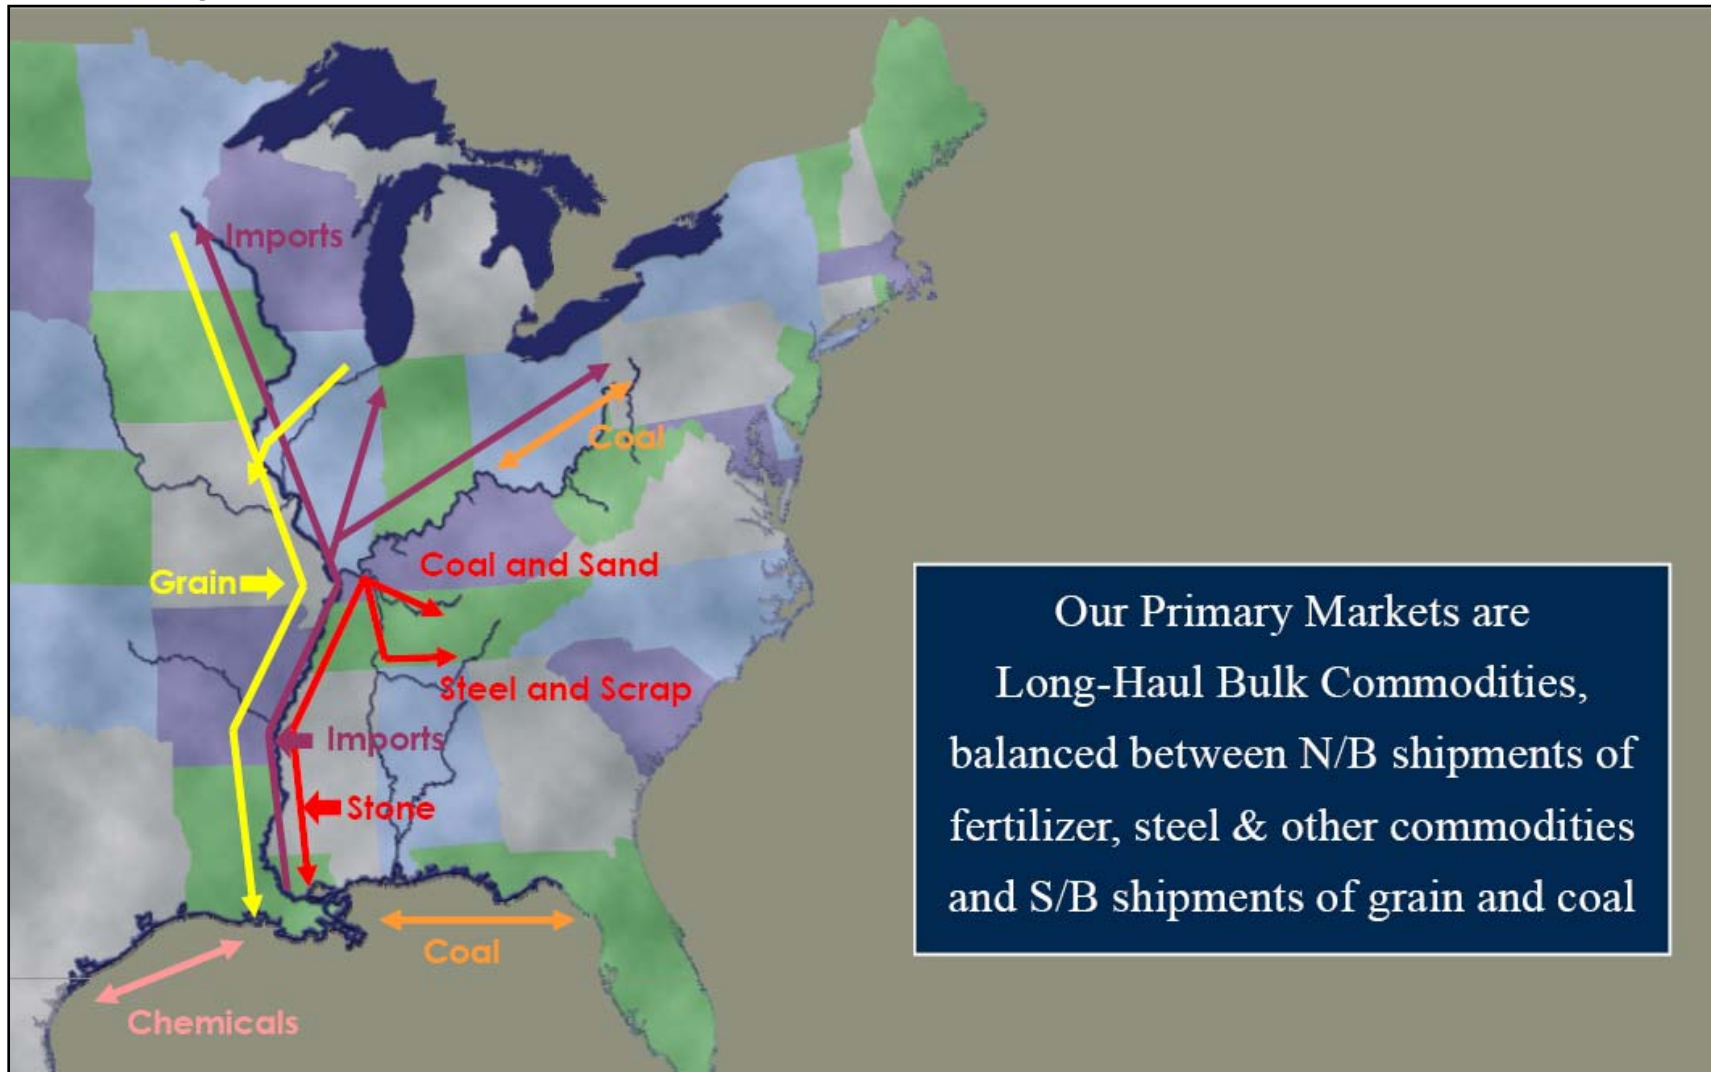 Imports
Coal
Coal and Sand
Grain
Steel and Scrap
Imports
Stone
Coal
Chemicals
Our Primary Markets are
Long-Haul Bulk Commodities,
balanced between N/B shipments of
fertilizer, steel & other commodities
and S/B shipments of grain and coal